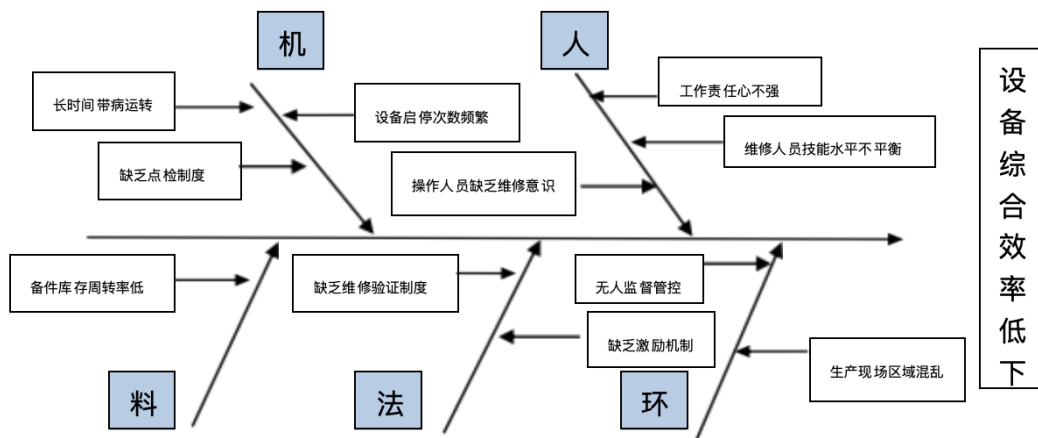 机
人
长时间带病运转
设备启停次数频繁
缺乏点检制度
工作责任心不强
维修人员技能水平不平衡
操作人员缺乏维修意识
设备综合效率低下
备件库存周转率低
缺乏维修验证制度
无人监督管控
缺乏激励机制
生产现场区域混乱
料
法
环